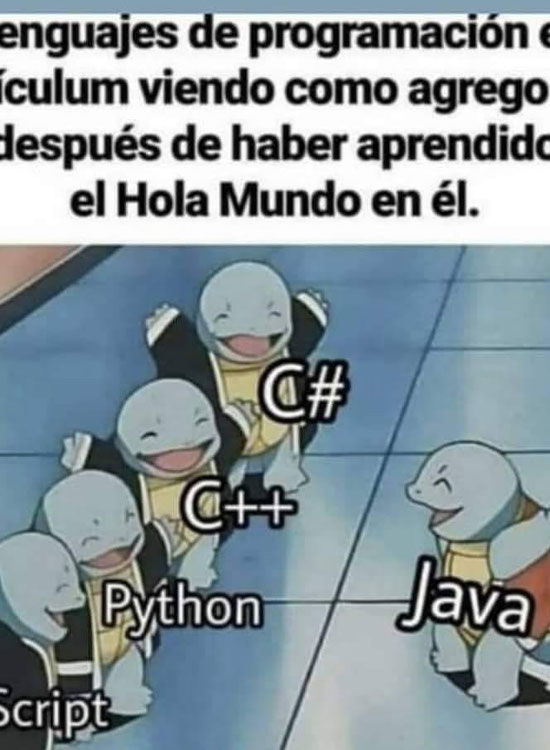 enguajes de programación e
ículum viendo como agrego
después de haber aprendido
el Hola Mundo en él.
C#
C++
Python
Java
Script